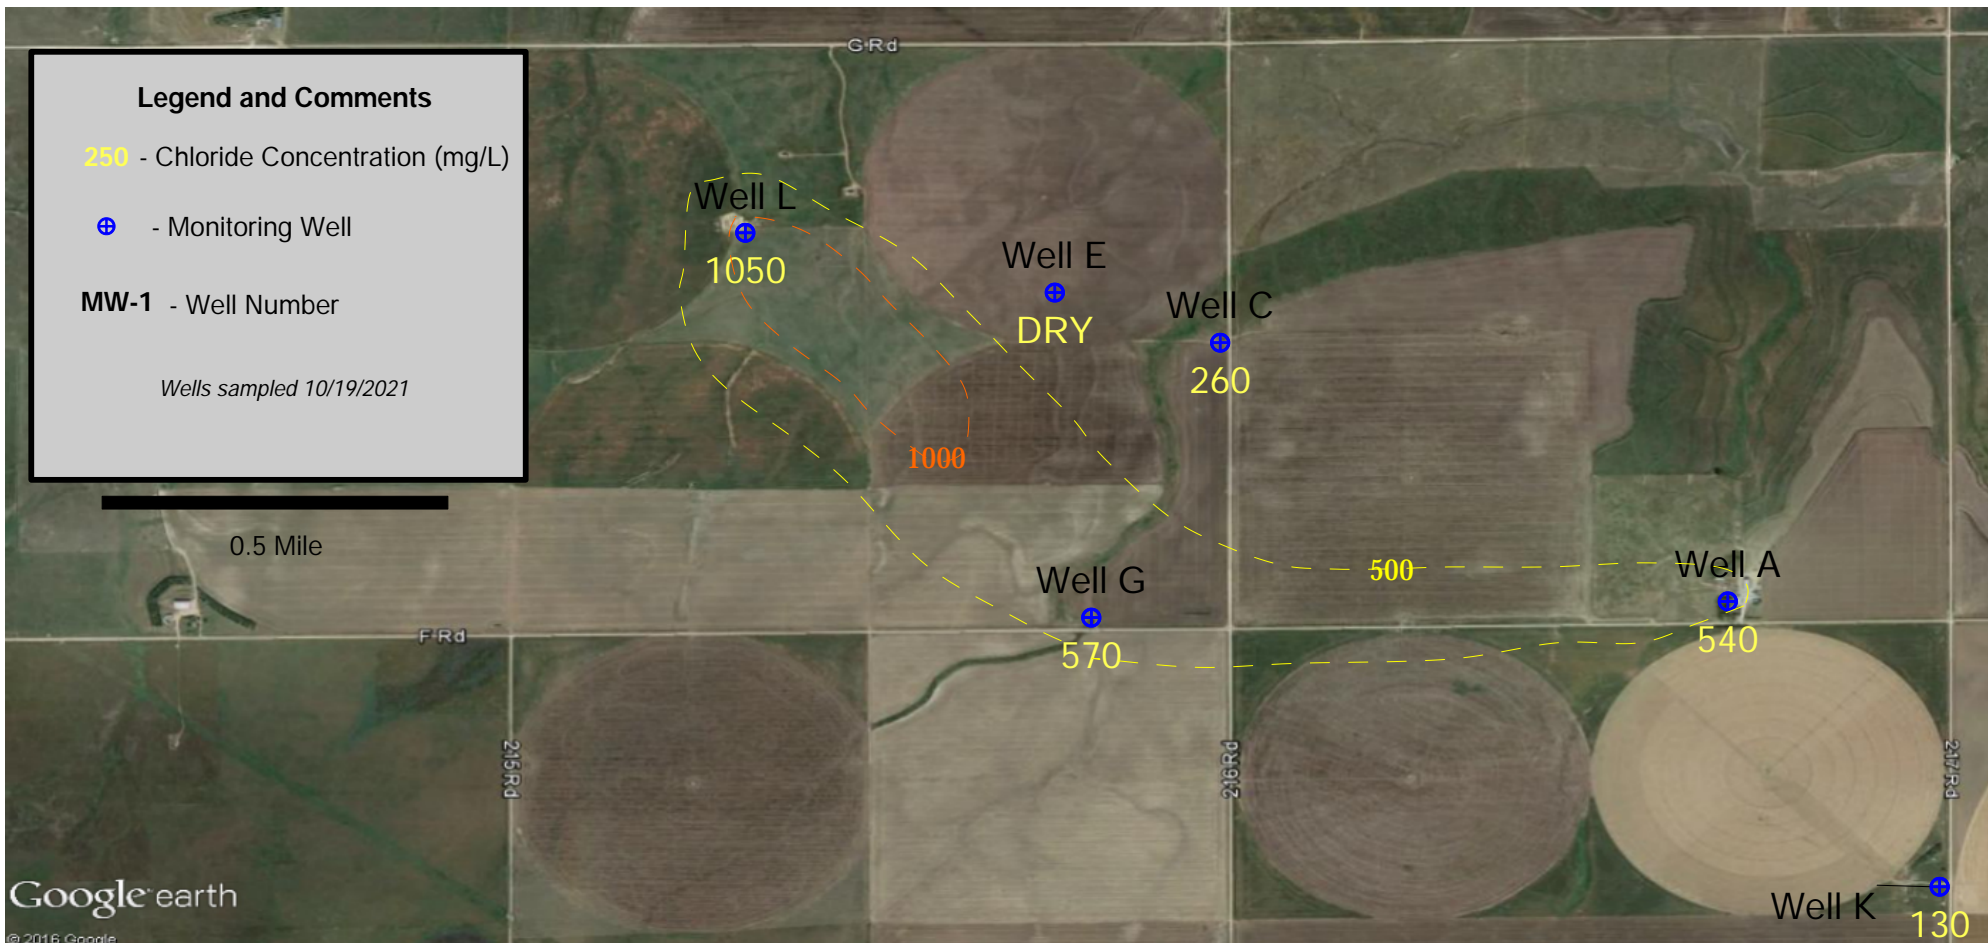 G Rd
Legend and Comments
250 - Chloride Concentration (mg/L)
- Monitoring Well
MW-1 - Well Number
Wells sampled 10/19/2021
0.5 Mile
Well L
1050
Well E
DRY
Well C
260
1000
500
Well A
540
Well G
570
F Rd
215 Rd
216 Rd
217 Rd
Well K
130
Google earth
© 2016 Google